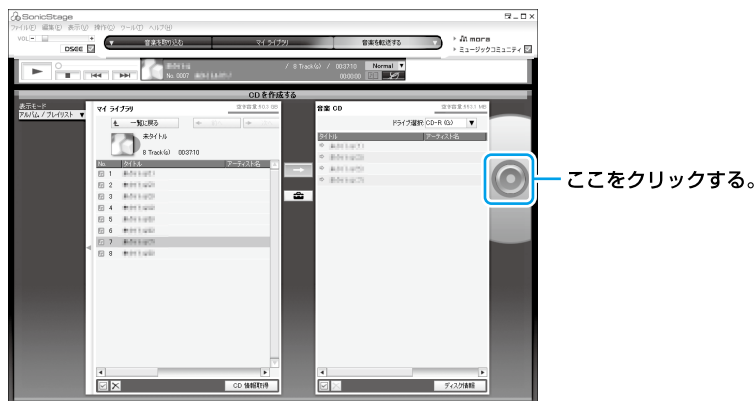 SonicStage
ファイル(F) 編集(E) 表示(V) 操作(C) ツール(T) ヘルプ(H)
VOL
DSEE
音楽を取り込む
マイ ライブラリ
音楽を転送する
mora
ミュージックコミュニティ
/ 8 Track(s) / 003710 Normal
No. 0007
000000
CDを作成する
表示モード
アルバム / プレイリスト
マイ ライブラリ
一覧に戻る
未タイトル
8 Track(s) 003710
No. タイトル アーティスト名
1
2
3
4
5
6
7
8
CD 情報取得
音楽 CD
ドライブ選択 CD-R (G:)
タイトル アーティスト名
ディスク情報
ここをクリックする。